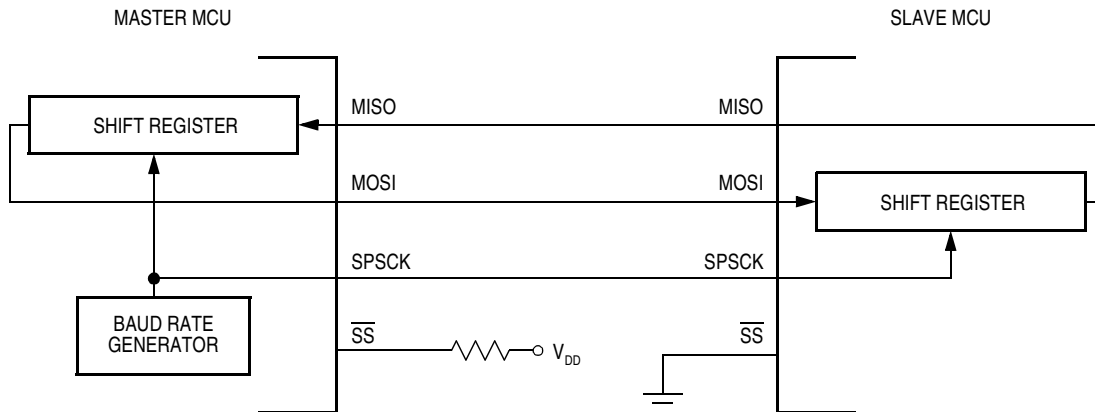 MASTER MCU
SLAVE MCU
SHIFT REGISTER
MISO
MISO
MOSI
MOSI
SHIFT REGISTER
SPSCK
SPSCK
BAUD RATE
GENERATOR
SS
V_DD
SS